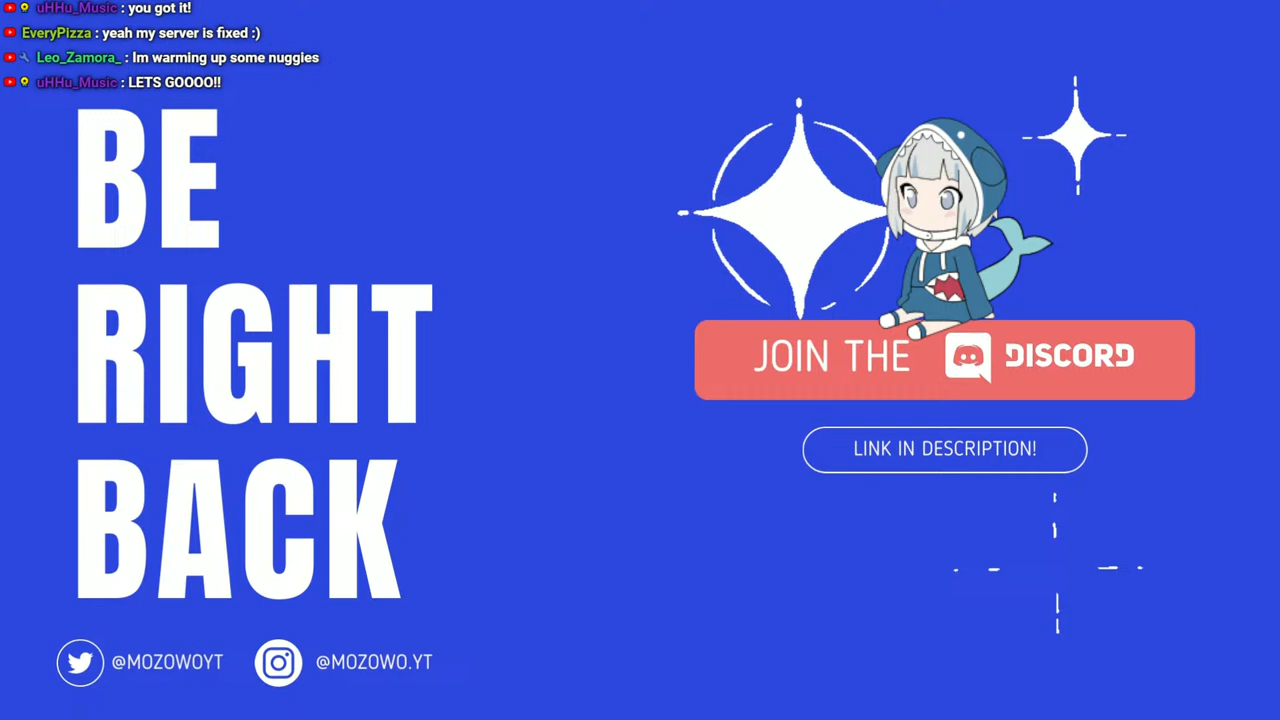 uHHu_Music : you got it!
EveryPizza : yeah my server is fixed :)
Leo_Zamora_ : Im warming up some nuggies
uHHu_Music : LETS GOOOO!!
BE
RIGHT
BACK
JOIN THE DISCORD
LINK IN DESCRIPTION!
@MOZOWOYT @MOZOWO.YT